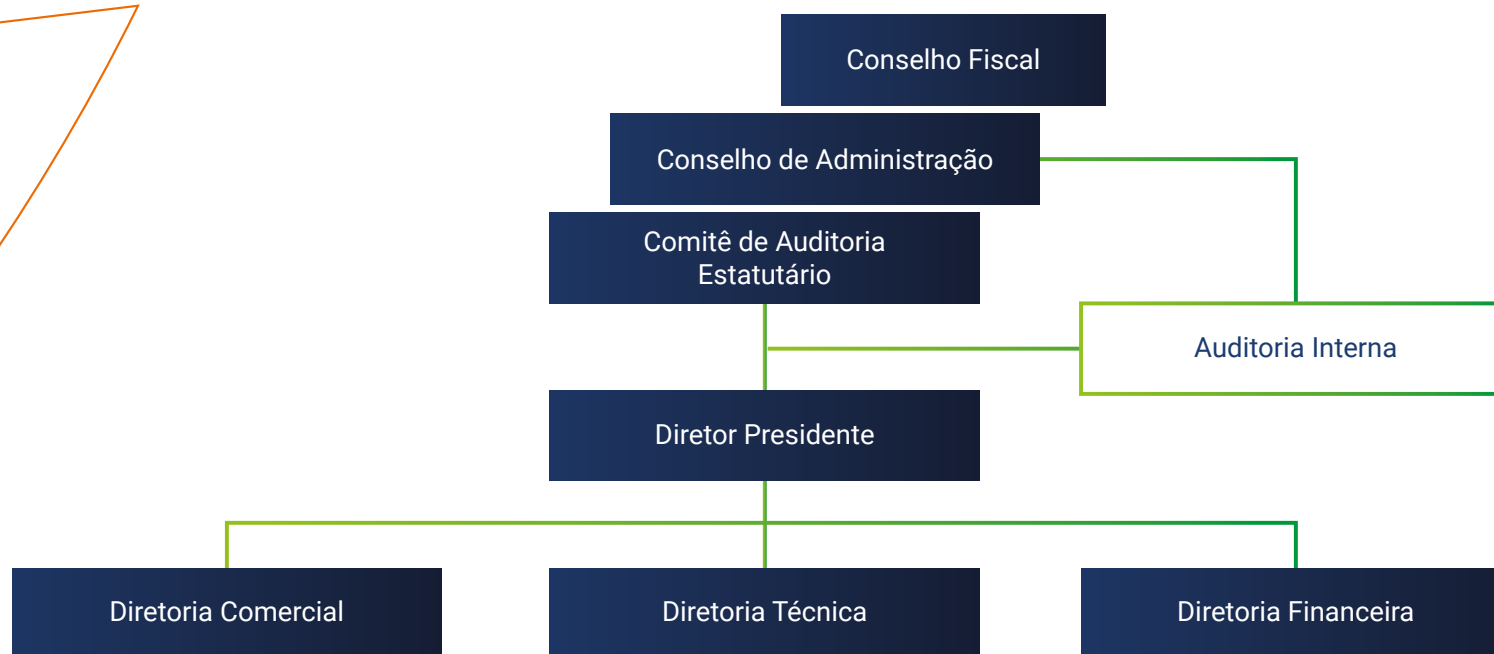 Conselho Fiscal
Conselho de Administração
Comitê de Auditoria
Estatutário
Auditoria Interna
Diretor Presidente
Diretoria Comercial
Diretoria Técnica
Diretoria Financeira